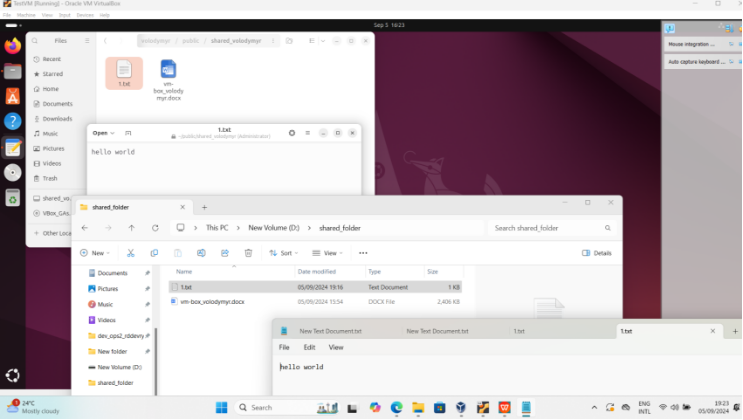 TestVM [Running] - Oracle VM VirtualBox
File Machine View Input Devices Help
Sep 5 19:23
Files
volodymyr / public / shared_volodymyr
Recent
Starred
Home
Documents
Downloads
Music
Pictures
Videos
Trash
shared_vo...
VBox_GAs...
+ Other Loca
1.txt
vm-
box_volody
myr.docx
Mouse integration ...
Auto capture keyboard ...
Open
1.txt
~/public/shared_volodymyr [Administrator]
hello world
shared_folder
This PC > New Volume (D:) > shared_folder
Search shared_folder
New
Sort
View
Details
Documents
Pictures
Music
Videos
dev_ops2_rddevry
New folder
New Volume (D:)
shared_folder
Name Date modified Type Size
1.txt 05/09/2024 19:16 Text Document 1 KB
vm-box_volodymyr.docx 05/09/2024 15:54 DOCX File 2,406 KB
New Text Document.txt
New Text Document.txt
1.txt
1.txt
File Edit View
hello world
24°C
Mostly cloudy
Search
ENG
INTL
19:23
05/09/2024